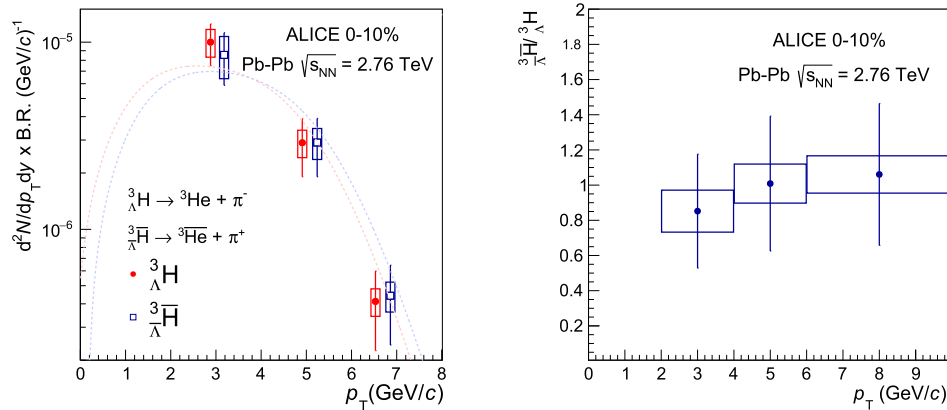 d²N/dp_T dy x B.R. (GeV/c)⁻¹
10⁻⁵
10⁻⁶
ALICE 0-10%
Pb-Pb √s_NN = 2.76 TeV
³_ΛH → ³He + π⁻
³_Λ̅H̅ → ³H̅e̅ + π⁺
³_ΛH
³_Λ̅H̅
0 1 2 3 4 5 6 7 8
p_T (GeV/c)
³_Λ̅H̅ / ³_ΛH
2
1.8
1.6
1.4
1.2
1
0.8
0.6
0.4
0.2
ALICE 0-10%
Pb-Pb √s_NN = 2.76 TeV
0 1 2 3 4 5 6 7 8 9
p_T (GeV/c)